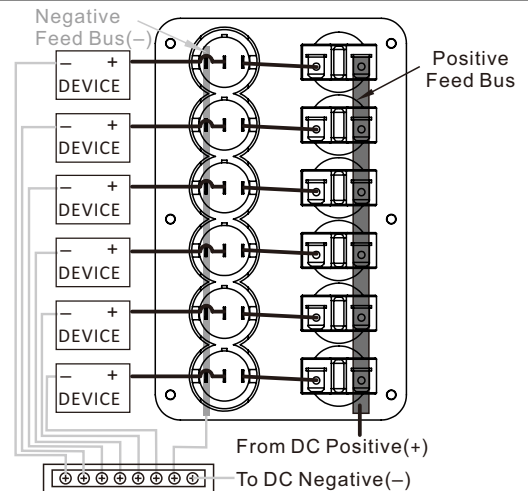 Negative
Feed Bus(–)
Positive
Feed Bus
– +
DEVICE
– +
DEVICE
– +
DEVICE
– +
DEVICE
– +
DEVICE
– +
DEVICE
From DC Positive(+)
To DC Negative(–)